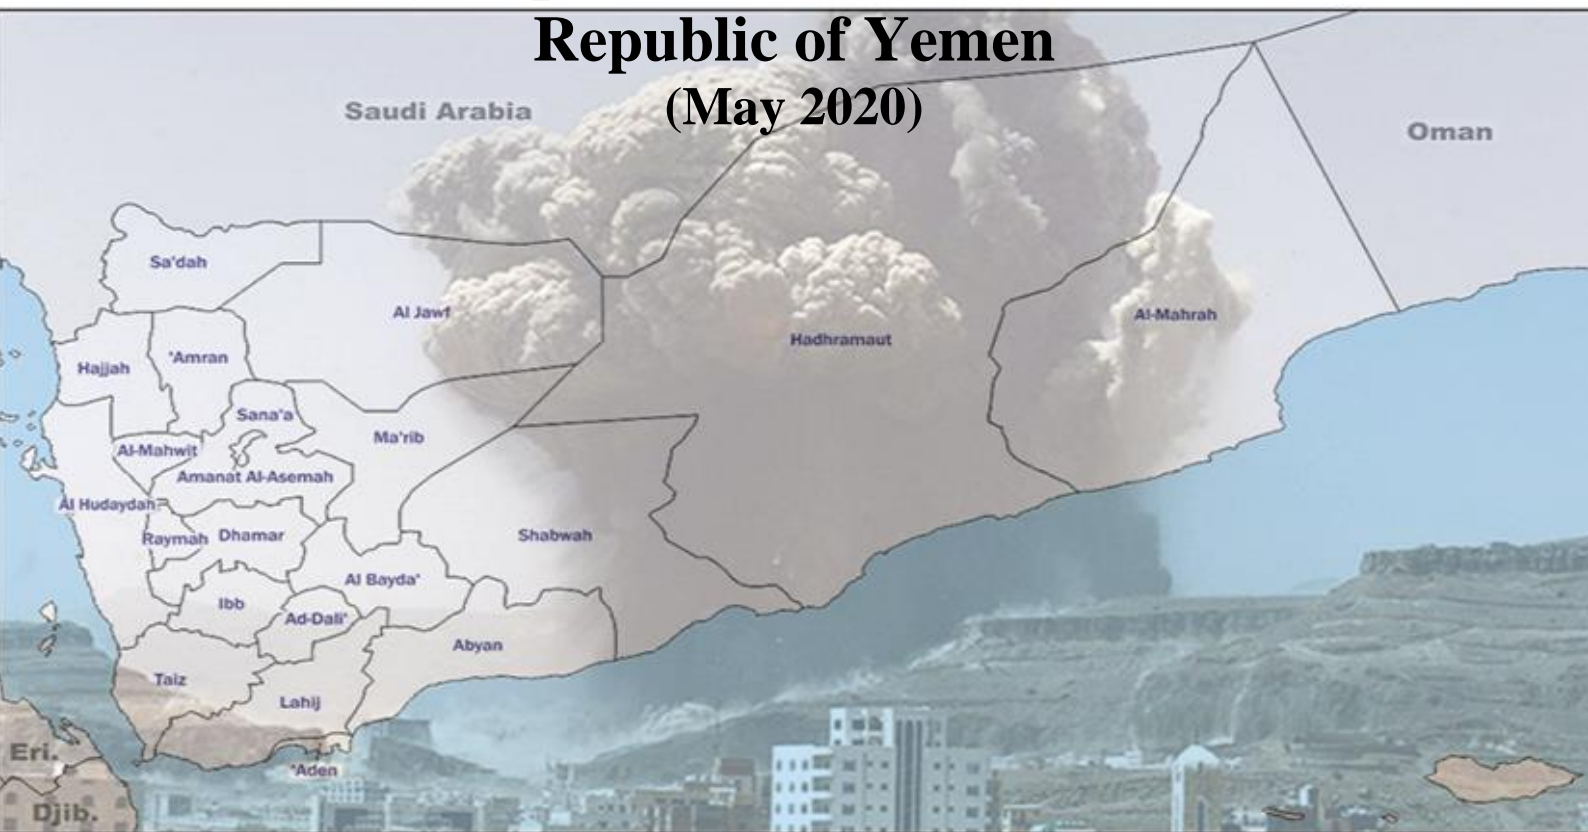 Republic of Yemen
(May 2020)
Saudi Arabia
Oman
Sa'dah
Al Jawf
Al-Mahrah
Hadhramaut
Hajjah
'Amran
Sana'a
Ma'rib
Al-Mahwit
Amanat Al-Asemah
Al Hudaydah
Raymah
Dhamar
Shabwah
Al Bayda'
Ibb
Ad-Dali'
Abyan
Taiz
Lahij
Eri.
'Aden
Djib.